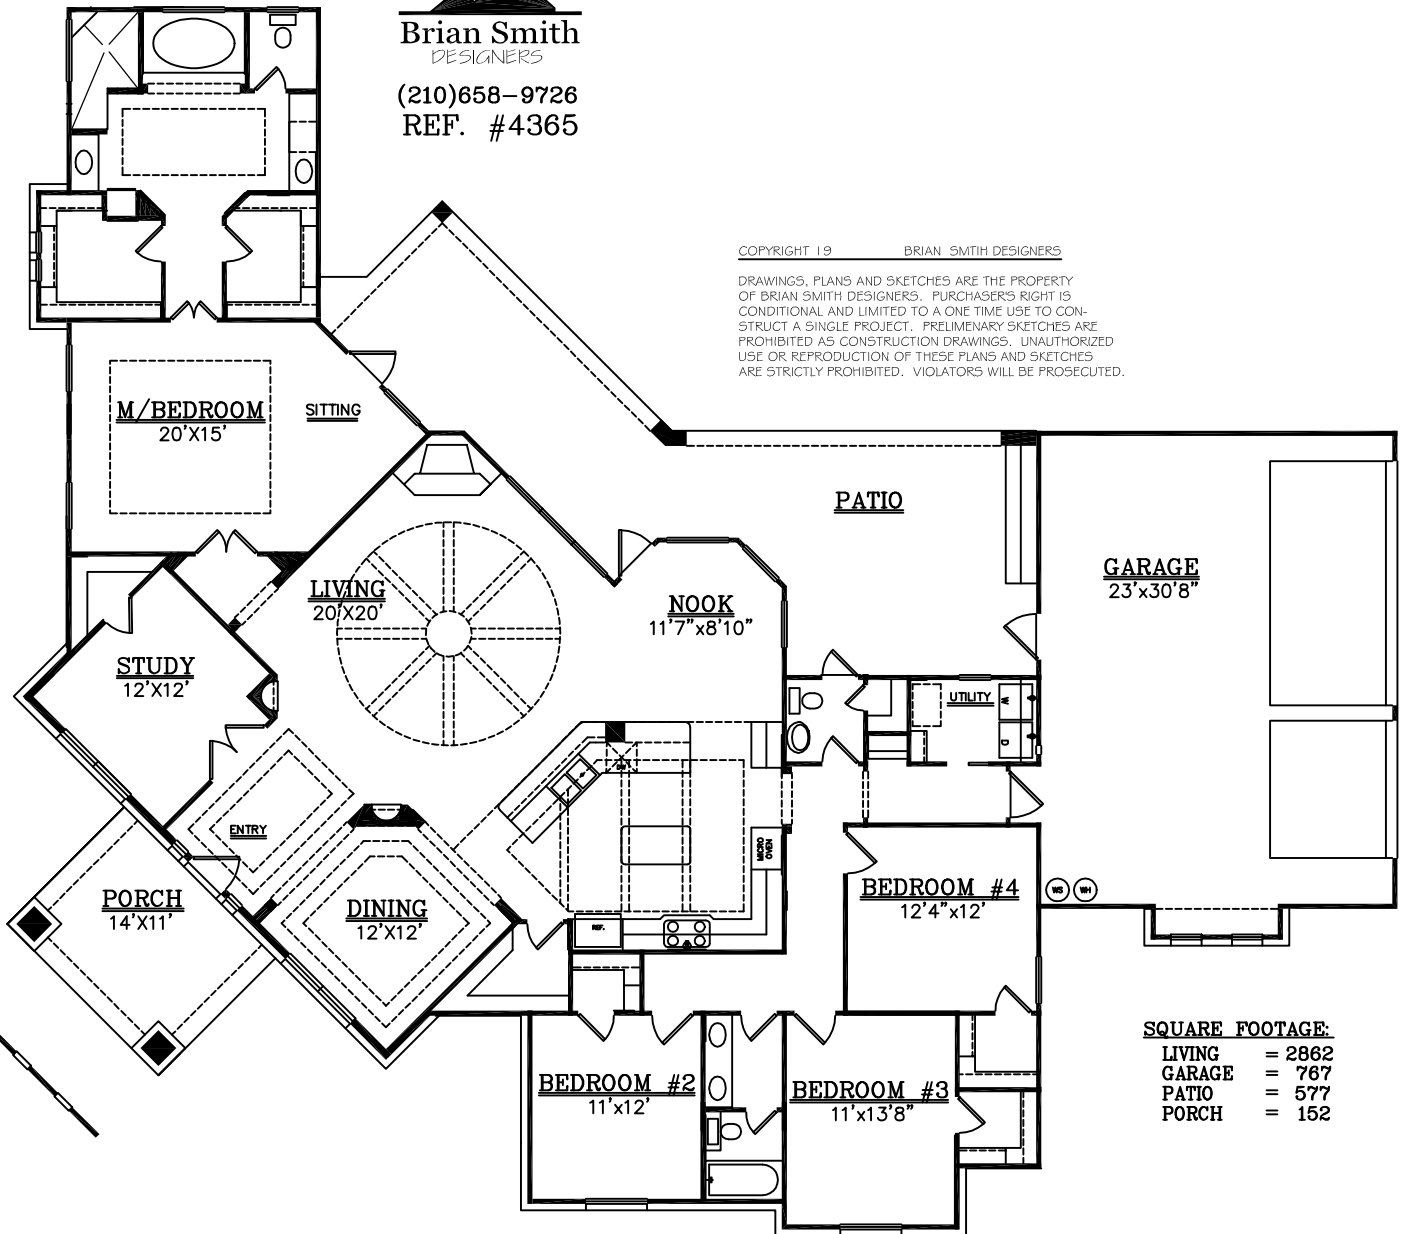 Brian Smith
DESIGNERS
(210)658-9726
REF. #4365
COPYRIGHT 19 BRIAN SMTIH DESIGNERS
DRAWINGS, PLANS AND SKETCHES ARE THE PROPERTY
OF BRIAN SMITH DESIGNERS. PURCHASER'S RIGHT IS
CONDITIONAL AND LIMITED TO A ONE TIME USE TO CON-
STRUCT A SINGLE PROJECT. PRELIMENARY SKETCHES ARE
PROHIBITED AS CONSTRUCTION DRAWINGS. UNAUTHORIZED
USE OR REPRODUCTION OF THESE PLANS AND SKETCHES
ARE STRICTLY PROHIBITED. VIOLATORS WILL BE PROSECUTED.
M/BEDROOM
20'X15'
SITTING
PATIO
GARAGE
23'x30'8"
LIVING
20'X20'
NOOK
11'7"x8'10"
STUDY
12'X12'
UTILITY
W
D
DW
ENTRY
MICRO
OVEN
PORCH
14'X11'
DINING
12'X12'
REF.
BEDROOM #4
12'4"x12'
WS
WH
BEDROOM #2
11'x12'
BEDROOM #3
11'x13'8"
SQUARE FOOTAGE:
LIVING = 2862
GARAGE = 767
PATIO = 577
PORCH = 152